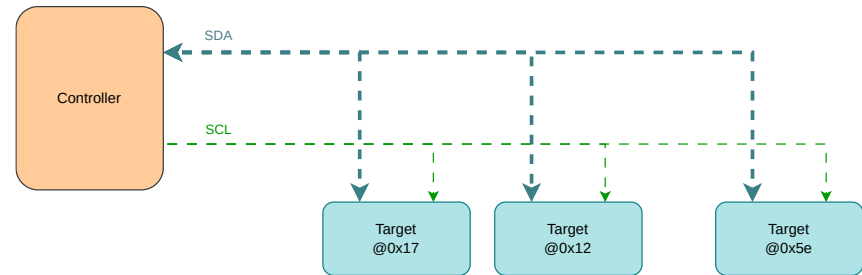 SDA
Controller
SCL
Target
@0x17
Target
@0x12
Target
@0x5e